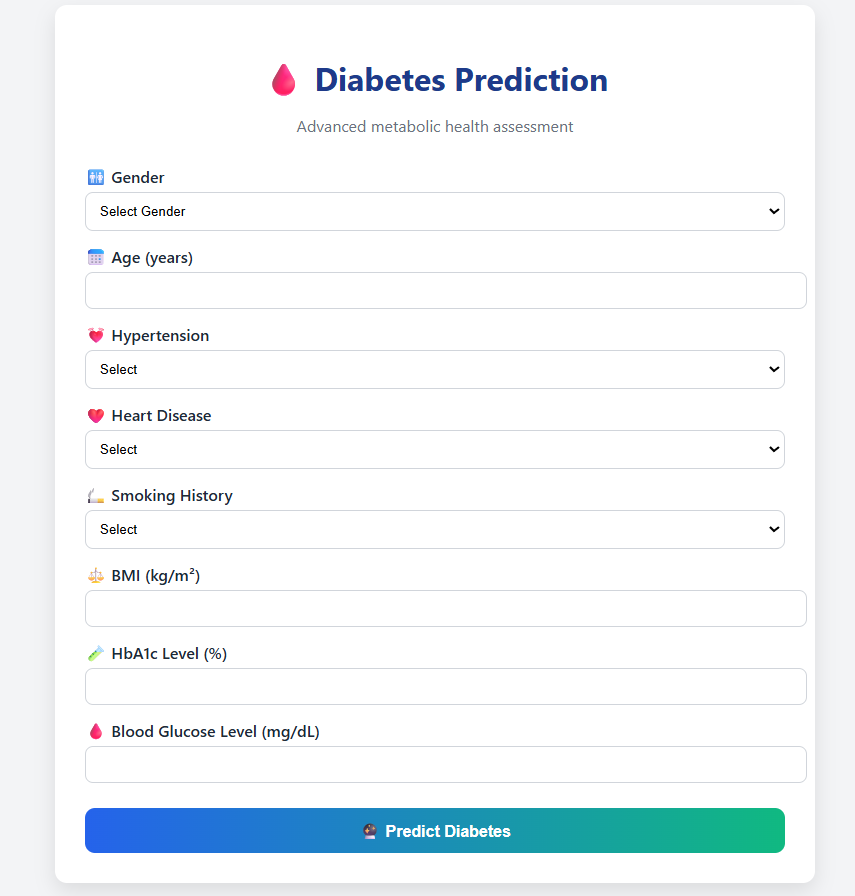 Diabetes Prediction
Advanced metabolic health assessment
Gender
Select Gender
Age (years)
Hypertension
Select
Heart Disease
Select
Smoking History
Select
BMI (kg/m²)
HbA1c Level (%)
Blood Glucose Level (mg/dL)
Predict Diabetes